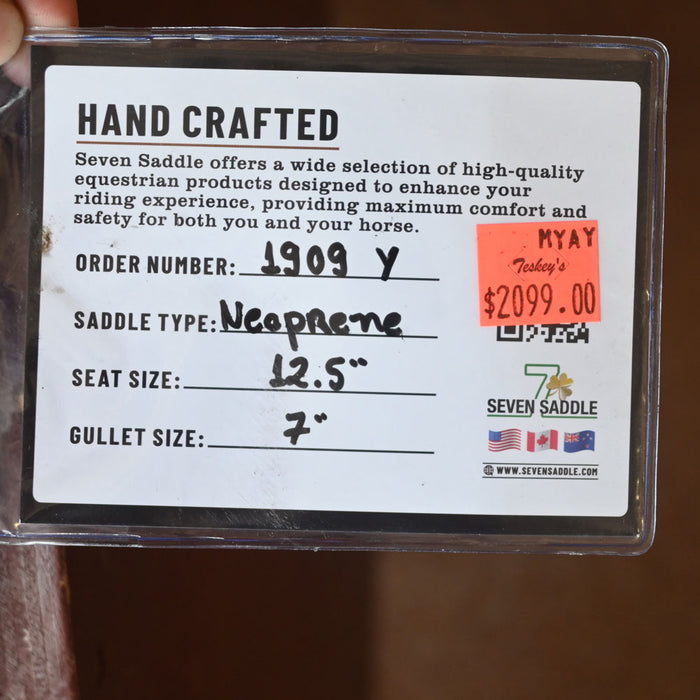 HAND CRAFTED
Seven Saddle offers a wide selection of high-quality
equestrian products designed to enhance your
riding experience, providing maximum comfort and
safety for both you and your horse.
ORDER NUMBER: 1909 Y
SADDLE TYPE: Neoprene
SEAT SIZE: 12.5"
GULLET SIZE: 7"
MYAY
Teskey's
$2099.00
7
SEVEN SADDLE
WWW.SEVENSADDLE.COM